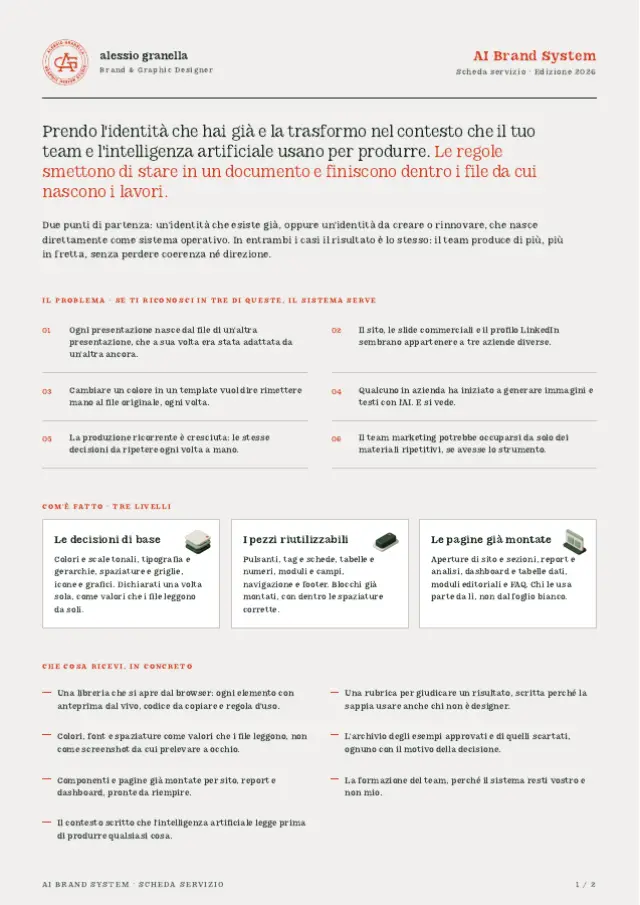 alessio granella
Brand & Graphic Designer
AI Brand System
Scheda servizio · Edizione 2026
Prendo l'identità che hai già e la trasformo nel contesto che il tuo
team e l'intelligenza artificiale usano per produrre. Le regole
smettono di stare in un documento e finiscono dentro i file da cui
nascono i lavori.
Due punti di partenza: un'identità che esiste già, oppure un'identità da creare o rinnovare, che nasce
direttamente come sistema operativo. In entrambi i casi il risultato è lo stesso: il team produce di più, più
in fretta, senza perdere coerenza né direzione.
IL PROBLEMA · SE TI RICONOSCI IN TRE DI QUESTE, IL SISTEMA SERVE
01
Ogni presentazione nasce dal file di un'altra
presentazione, che a sua volta era stata adattata da
un'altra ancora.
02
Il sito, le slide commerciali e il profilo LinkedIn
sembrano appartenere a tre aziende diverse.
03
Cambiare un colore in un template vuol dire rimettere
mano al file originale, ogni volta.
04
Qualcuno in azienda ha iniziato a generare immagini e
testi con l'AI. E si vede.
05
La produzione ricorrente è cresciuta: le stesse
decisioni da ripetere ogni volta a mano.
06
Il team marketing potrebbe occuparsi da solo dei
materiali ripetitivi, se avesse lo strumento.
COM'È FATTO · TRE LIVELLI
Le decisioni di base
Colori e scale tonali, tipografia e
gerarchie, spaziature e griglie,
icone e grafici. Dichiarati una volta
sola, come valori che i file leggono
da soli.
I pezzi riutilizzabili
Pulsanti, tag e schede, tabelle e
numeri, moduli e campi,
navigazione e footer. Blocchi già
montati, con dentro le spaziature
corrette.
Le pagine già montate
Aperture di sito e sezioni, report e
analisi, dashboard e tabelle dati,
moduli editoriali e FAQ. Chi le usa
parte da lì, non dal foglio bianco.
CHE COSA RICEVI, IN CONCRETO
— Una libreria che si apre dal browser: ogni elemento con
anteprima dal vivo, codice da copiare e regola d'uso.
— Colori, font e spaziature come valori che i file leggono, non
come screenshot da cui prelevare a occhio.
— Componenti e pagine già montate per sito, report e
dashboard, pronte da riempire.
— Il contesto scritto che l'intelligenza artificiale legge prima
di produrre qualsiasi cosa.
— Una rubrica per giudicare un risultato, scritta perché la
sappia usare anche chi non è designer.
— L'archivio degli esempi approvati e di quelli scartati,
ognuno con il motivo della decisione.
— La formazione del team, perché il sistema resti vostro e
non mio.
AI BRAND SYSTEM · SCHEDA SERVIZIO
1 / 2